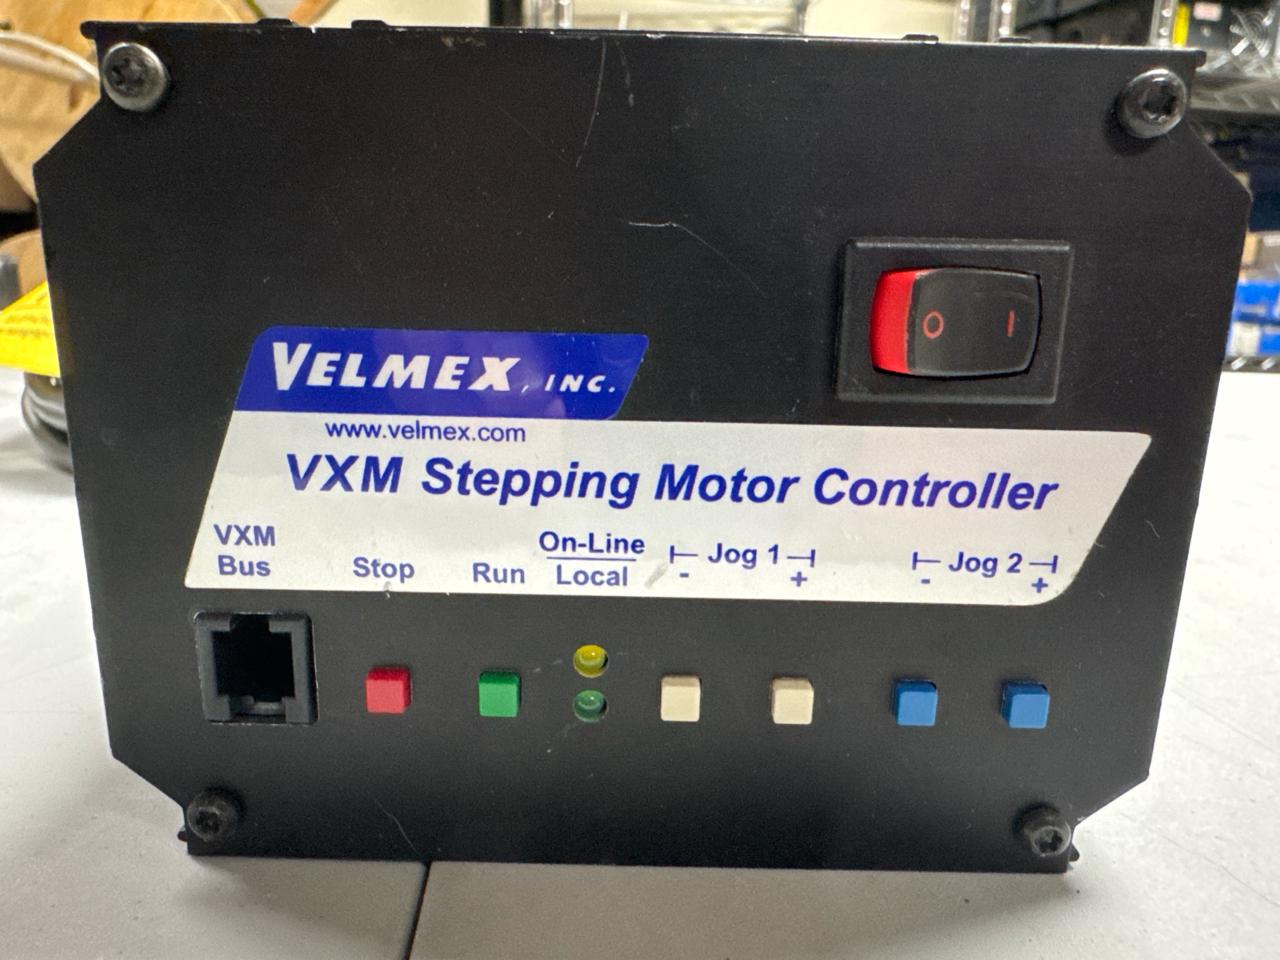 O I
VELMEX, INC.
www.velmex.com
VXM Stepping Motor Controller
VXM Bus
Stop
Run
On-Line
Local
Jog 1
- +
Jog 2
- +